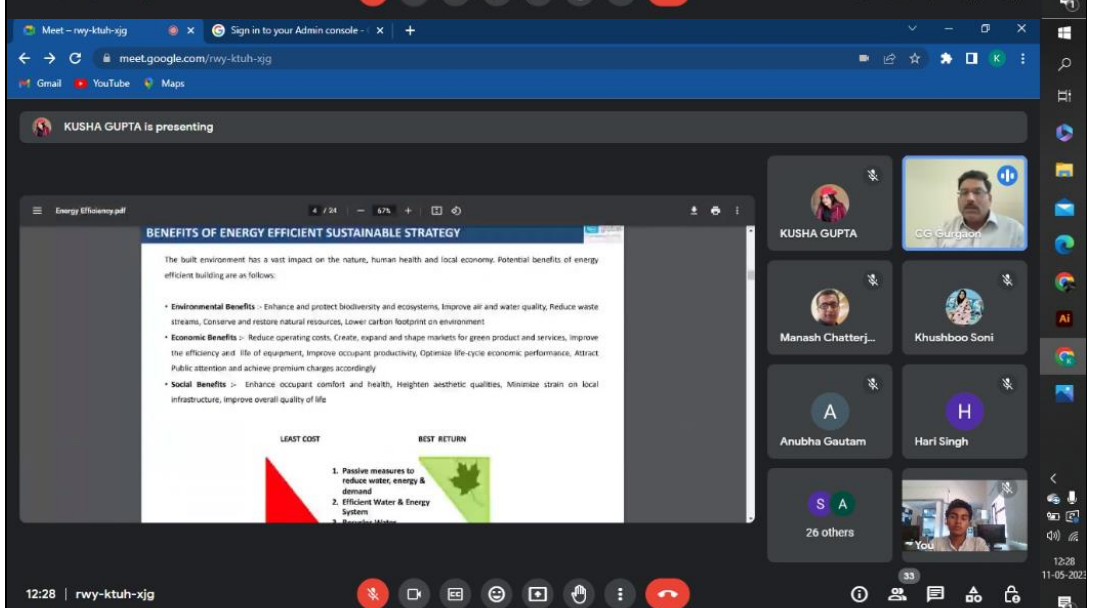 Meet – rwy-ktuh-xjg
Sign in to your Admin console -
meet.google.com/rwy-ktuh-xjg
K
Gmail
YouTube
Maps
KUSHA GUPTA is presenting
Energy Efficiency.pdf
4 / 24
67%
BENEFITS OF ENERGY EFFICIENT SUSTAINABLE STRATEGY
The built environment has a vast impact on the nature, human health and local economy. Potential benefits of energy
efficient building are as follows:
• Environmental Benefits :- Enhance and protect biodiversity and ecosystems, Improve air and water quality, Reduce waste
streams, Conserve and restore natural resources, Lower carbon footprint on environment
• Economic Benefits :- Reduce operating costs, Create, expand and shape markets for green product and services, Improve
the efficiency and life of equipment, Improve occupant productivity, Optimize life-cycle economic performance, Attract
Public attention and achieve premium charges accordingly
• Social Benefits :- Enhance occupant comfort and health, Heighten aesthetic qualities, Minimize strain on local
infrastructure, Improve overall quality of life
LEAST COST
BEST RETURN
1. Passive measures to
reduce water, energy &
demand
2. Efficient Water & Energy
System
3. Recycler Water
KUSHA GUPTA
CG Gurgaon
Manash Chatterj...
Khushboo Soni
A
Anubha Gautam
H
Hari Singh
S A
26 others
You
12:28 | rwy-ktuh-xjg
CC
33
Ai
12:28
11-05-2023